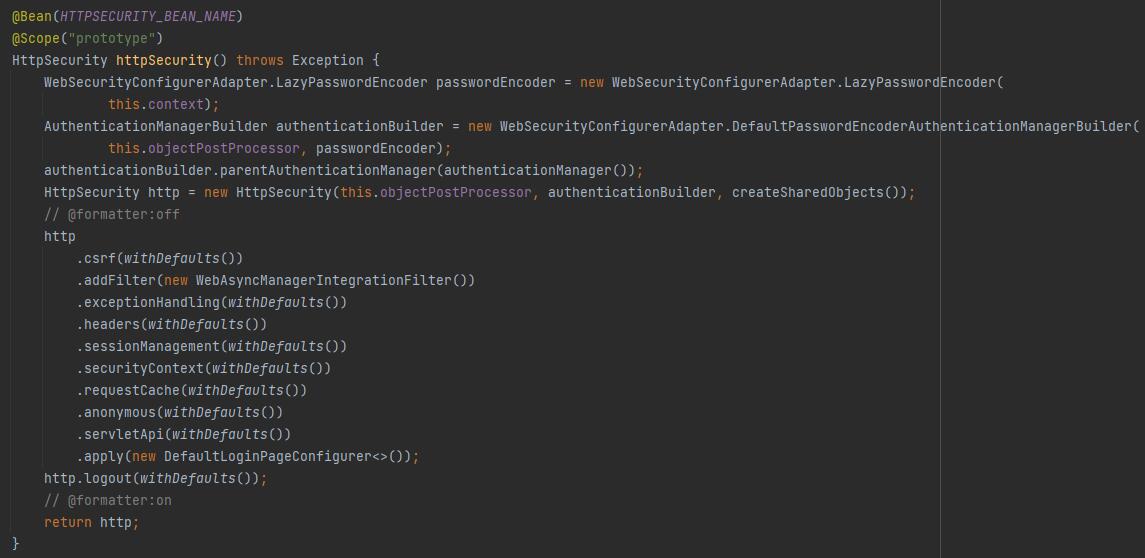 @Bean(HTTPSECURITY_BEAN_NAME)
@Scope("prototype")
HttpSecurity httpSecurity() throws Exception {
    WebSecurityConfigurerAdapter.LazyPasswordEncoder passwordEncoder = new WebSecurityConfigurerAdapter.LazyPasswordEncoder(
            this.context);
    AuthenticationManagerBuilder authenticationBuilder = new WebSecurityConfigurerAdapter.DefaultPasswordEncoderAuthenticationManagerBuilder(
            this.objectPostProcessor, passwordEncoder);
    authenticationBuilder.parentAuthenticationManager(authenticationManager());
    HttpSecurity http = new HttpSecurity(this.objectPostProcessor, authenticationBuilder, createSharedObjects());
    // @formatter:off
    http
        .csrf(withDefaults())
        .addFilter(new WebAsyncManagerIntegrationFilter())
        .exceptionHandling(withDefaults())
        .headers(withDefaults())
        .sessionManagement(withDefaults())
        .securityContext(withDefaults())
        .requestCache(withDefaults())
        .anonymous(withDefaults())
        .servletApi(withDefaults())
        .apply(new DefaultLoginPageConfigurer<>());
    http.logout(withDefaults());
    // @formatter:on
    return http;
}